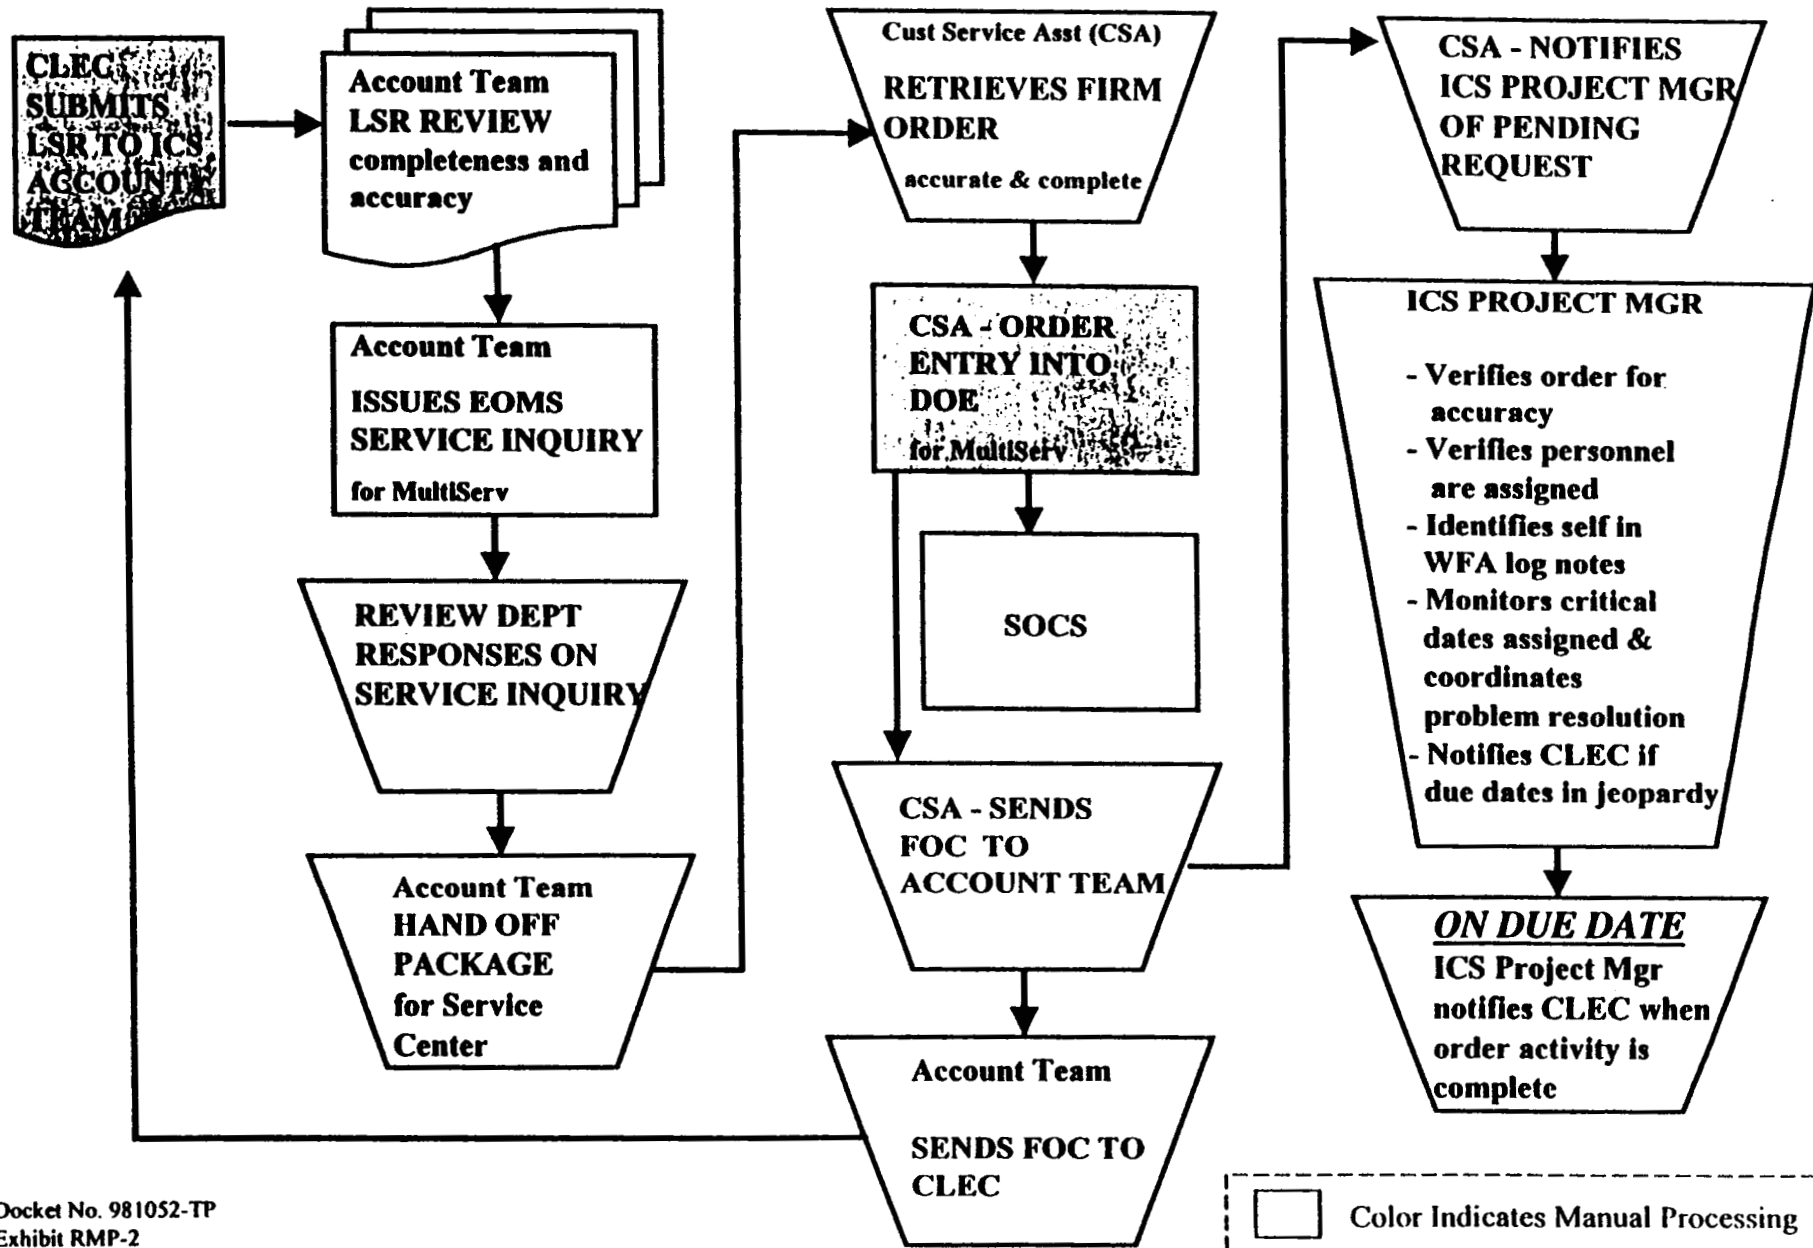 CLEC
SUBMITS
LSR TO ICS
ACCOUNT
TEAM
Account Team
LSR REVIEW
completeness and
accuracy
Account Team
ISSUES EOMS
SERVICE INQUIRY
for MultiServ
REVIEW DEPT
RESPONSES ON
SERVICE INQUIRY
Account Team
HAND OFF
PACKAGE
for Service
Center
Cust Service Asst (CSA)
RETRIEVES FIRM
ORDER
accurate & complete
CSA - ORDER
ENTRY INTO
DOE
for MultiServ
SOCS
CSA - SENDS
FOC TO
ACCOUNT TEAM
Account Team
SENDS FOC TO
CLEC
CSA - NOTIFIES
ICS PROJECT MGR
OF PENDING
REQUEST
ICS PROJECT MGR
- Verifies order for
accuracy
- Verifies personnel
are assigned
- Identifies self in
WFA log notes
- Monitors critical
dates assigned &
coordinates
problem resolution
- Notifies CLEC if
due dates in jeopardy
ON DUE DATE
ICS Project Mgr
notifies CLEC when
order activity is
complete
Docket No. 981052-TP
Exhibit RMP-2
Color Indicates Manual Processing